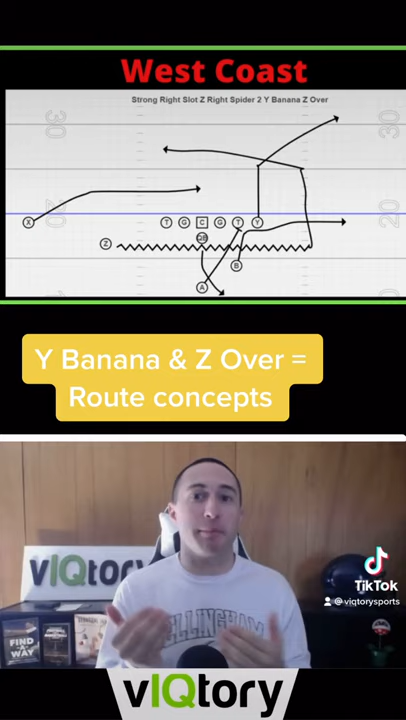 West Coast
Strong Right Slot Z Right Spider 2 Y Banana Z Over
30
30
20
X
T
G
C
G
T
Y
Z
QB
B
A
Y Banana & Z Over =
Route concepts
vIQtory
FIND
A
WAY
ELLINGHAM
TikTok
@viqtorysports
vIQtory